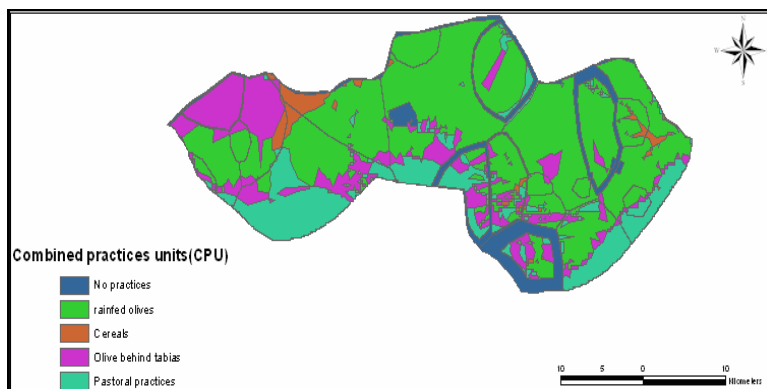 N
W
E
S
Combined practices units(CPU)
No practices
rainfed olives
Cereals
Olive behind tabias
Pastoral practices
10 5 0 10
Kilometers